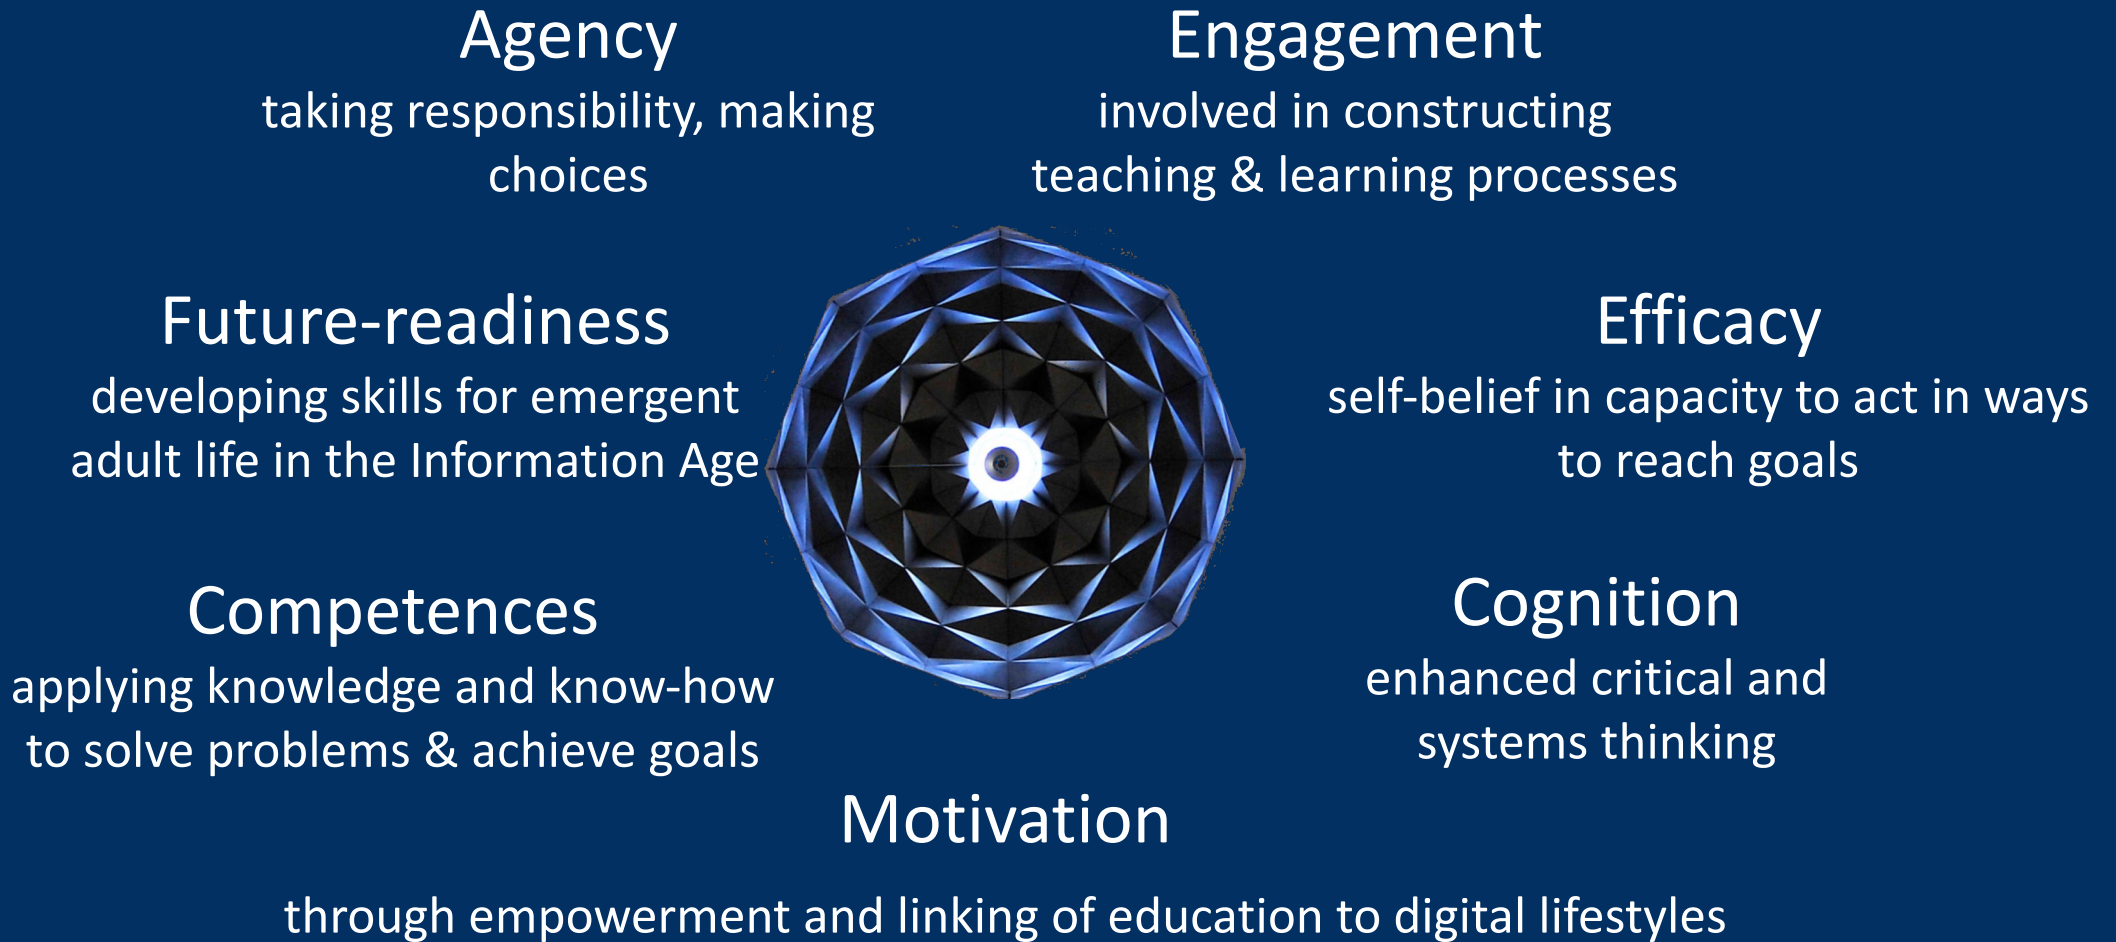 Agency
taking responsibility, making
choices
Engagement
involved in constructing
teaching & learning processes
Future-readiness
developing skills for emergent
adult life in the Information Age
Efficacy
self-belief in capacity to act in ways
to reach goals
Competences
applying knowledge and know-how
to solve problems & achieve goals
Cognition
enhanced critical and
systems thinking
Motivation
through empowerment and linking of education to digital lifestyles